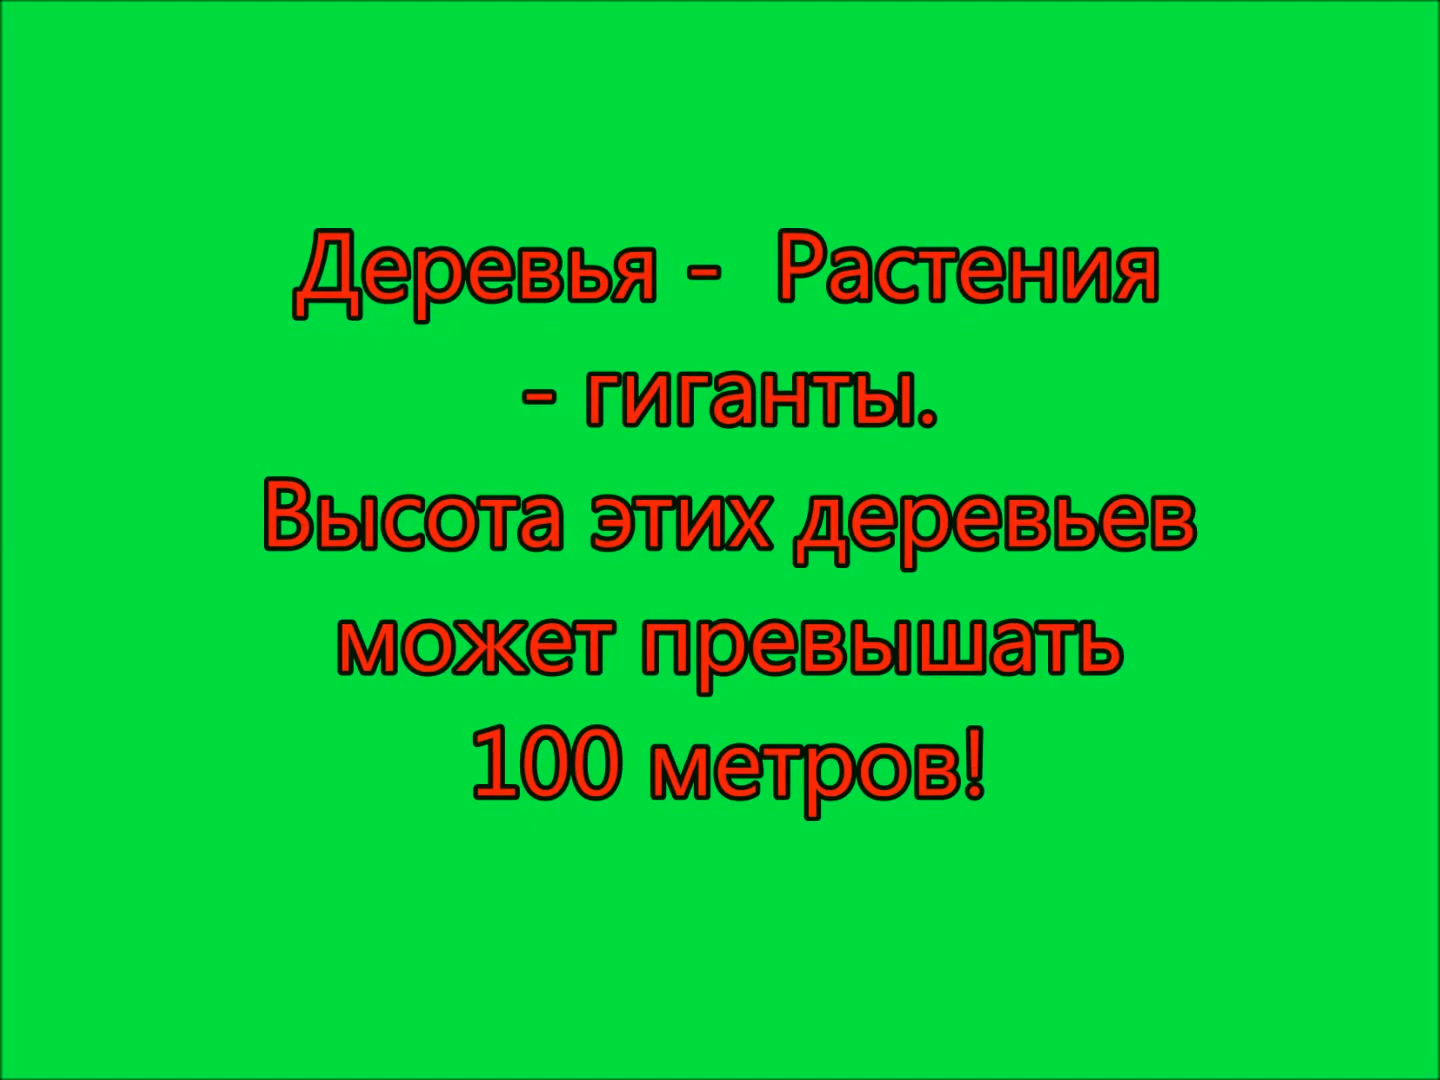 Деревья -  Растения
- гиганты.
Высота этих деревьев
может превышать
100 метров!